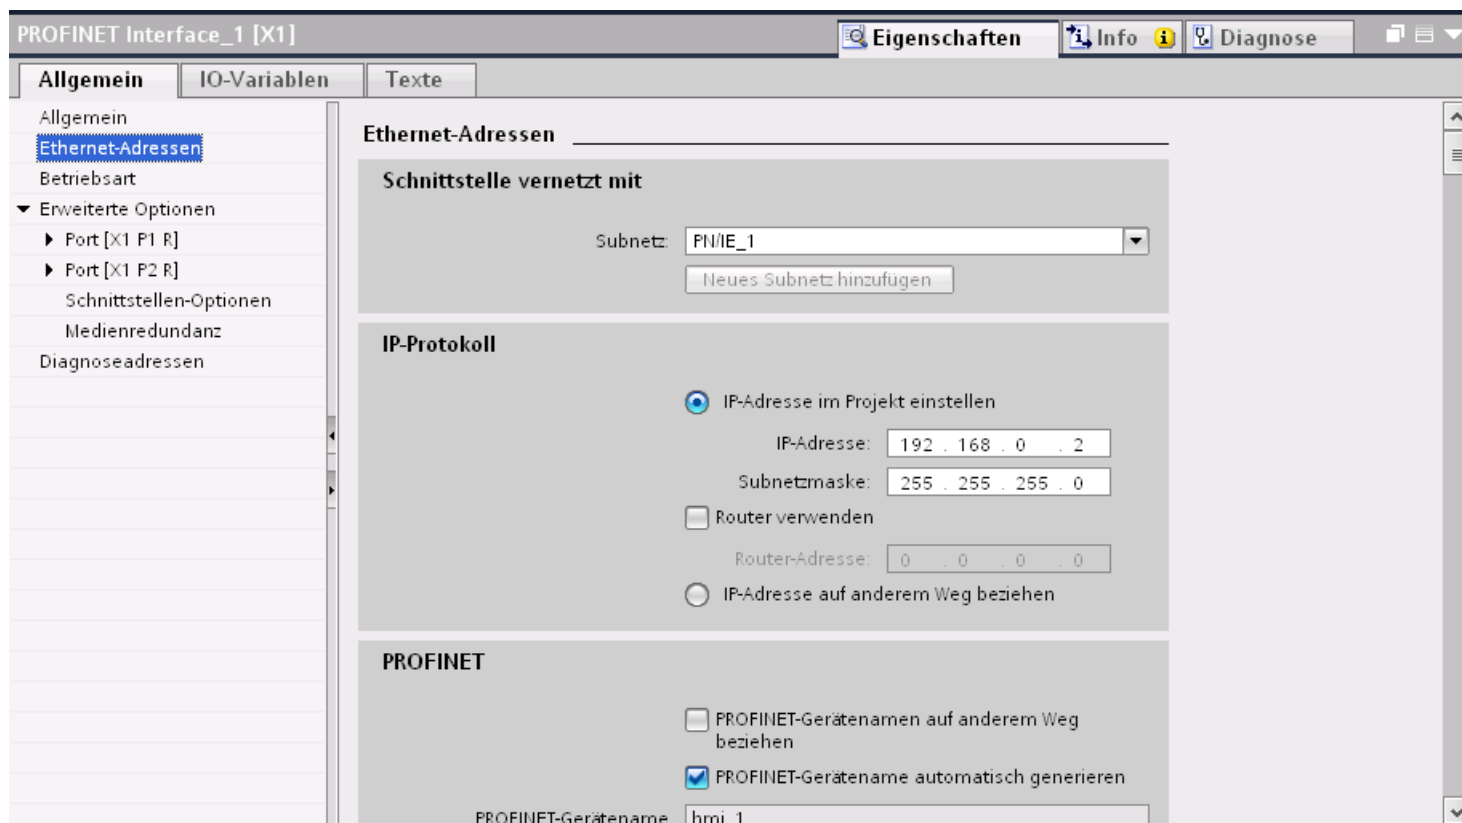 PROFINET Interface_1 [X1]
Eigenschaften
Info
Diagnose
Allgemein
IO-Variablen
Texte
Allgemein
Ethernet-Adressen
Betriebsart
Erweiterte Optionen
Port [X1 P1 R]
Port [X1 P2 R]
Schnittstellen-Optionen
Medienredundanz
Diagnoseadressen
Ethernet-Adressen
Schnittstelle vernetzt mit
Subnetz: PN/IE_1
Neues Subnetz hinzufügen
IP-Protokoll
IP-Adresse im Projekt einstellen
IP-Adresse: 192 . 168 . 0 . 2
Subnetzmaske: 255 . 255 . 255 . 0
Router verwenden
Router-Adresse: 0 . 0 . 0 . 0
IP-Adresse auf anderem Weg beziehen
PROFINET
PROFINET-Gerätenamen auf anderem Weg
beziehen
PROFINET-Gerätename automatisch generieren
PROFINET-Gerätename hmi_1